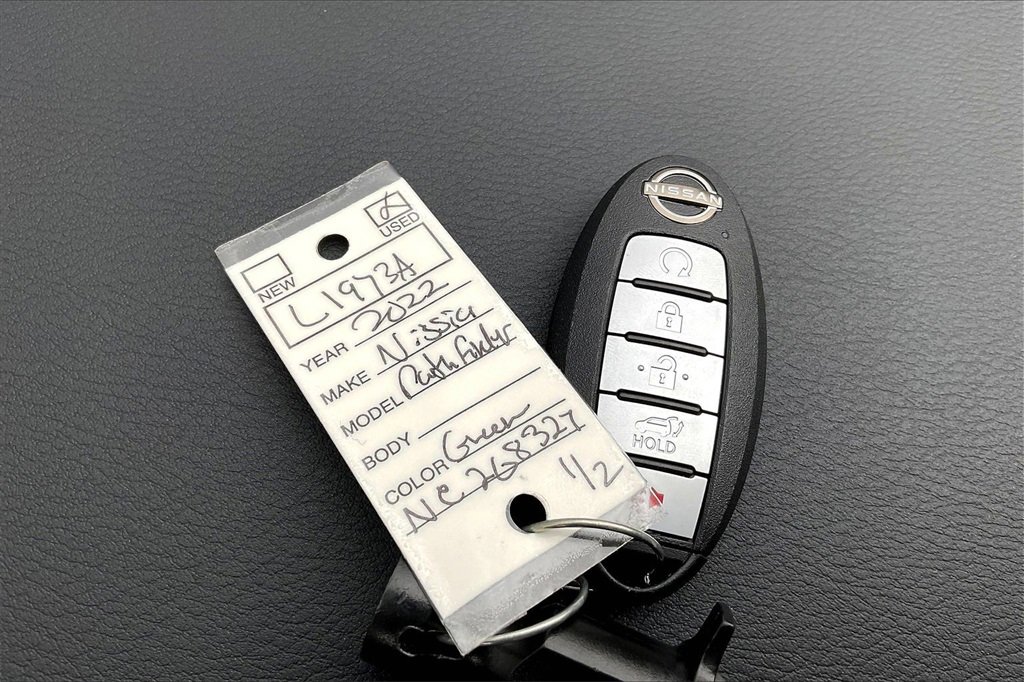 USED
NEW
L1973A
YEAR 2022
MAKE Nissan
MODEL Pathfinder
BODY
COLOR Green
NC268327
1/2
NISSAN
HOLD